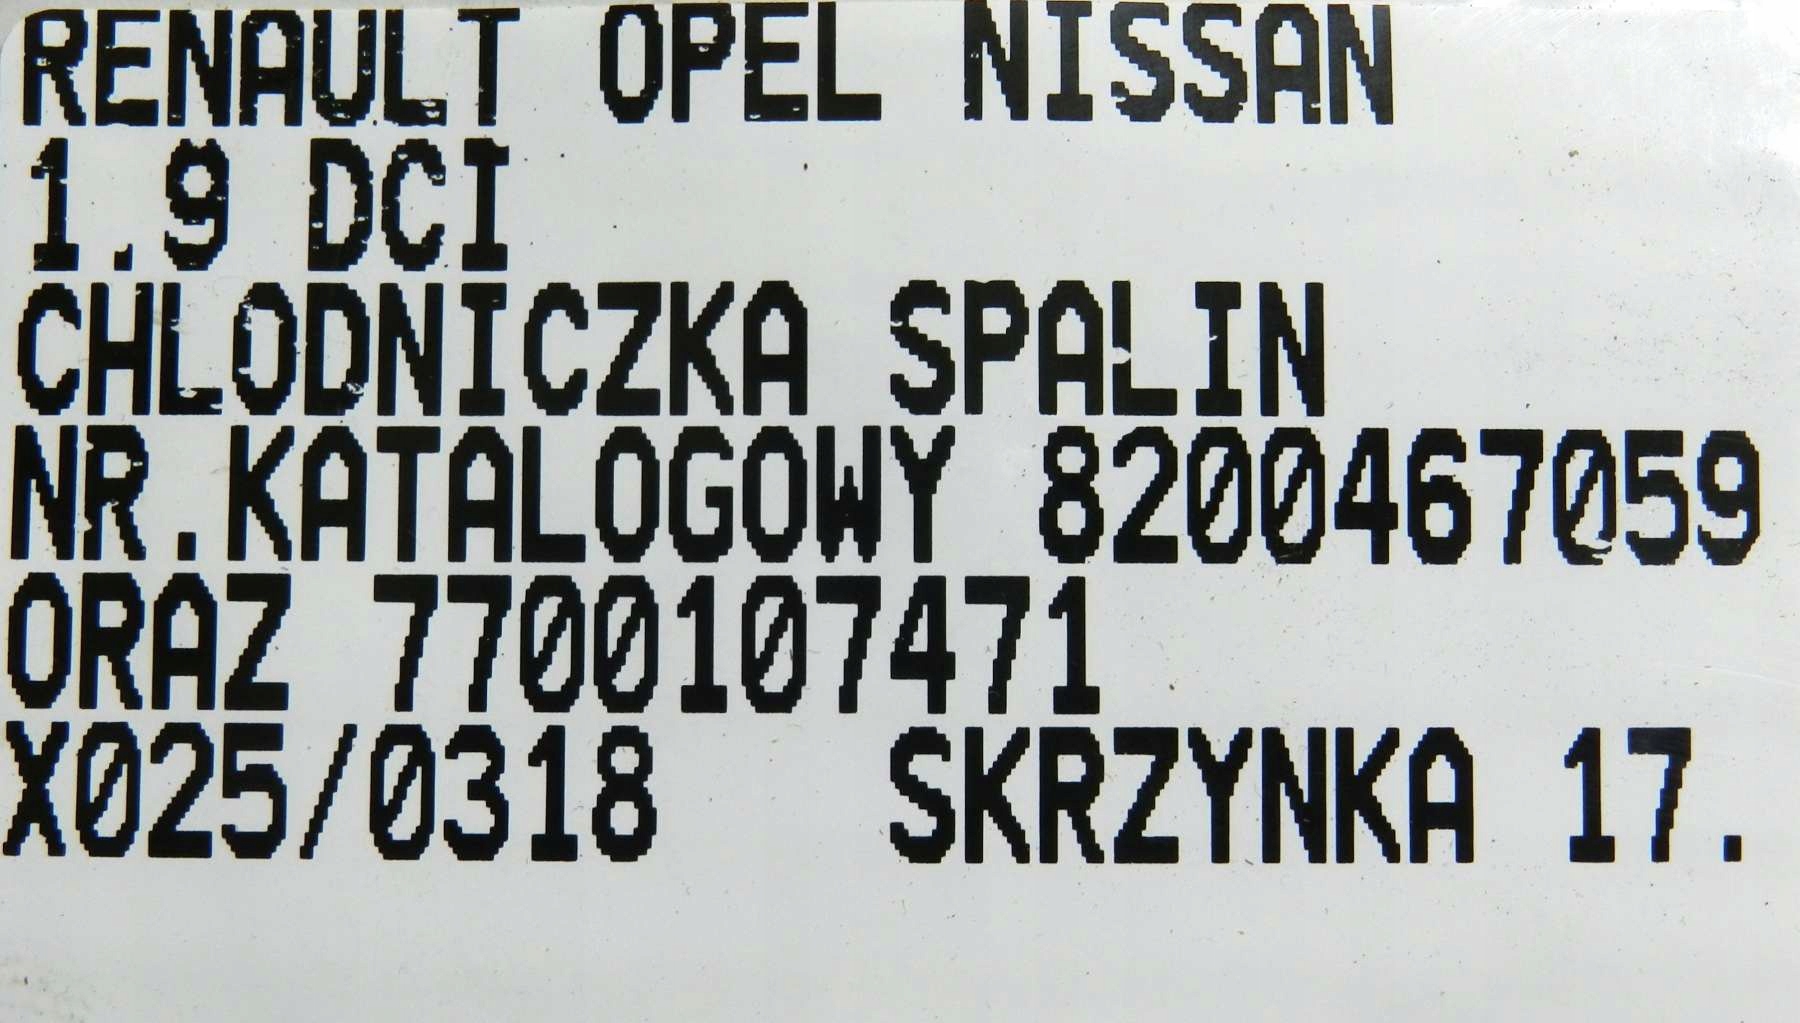 RENAULT OPEL NISSAN
1.9 DCI
CHLODNICZKA SPALIN
NR.KATALOGOWY 8200467059
ORAZ 7700107471
X025/0318 SKRZYNKA 17.